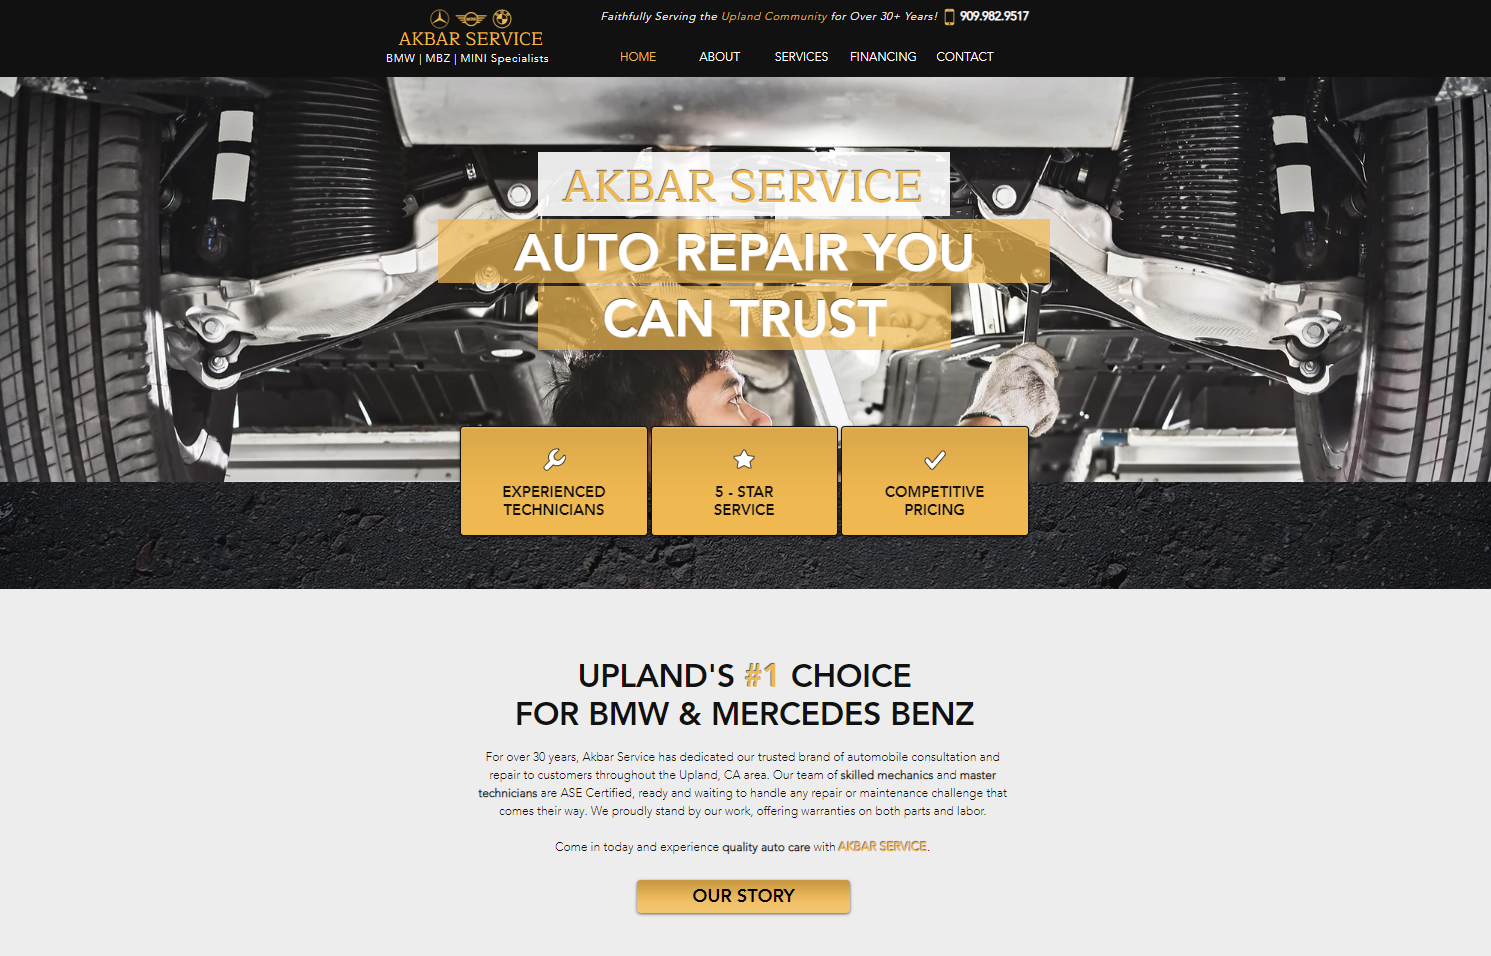 AKBAR SERVICE
BMW | MBZ | MINI Specialists
Faithfully Serving the Upland Community for Over 30+ Years!
909.982.9517
HOME ABOUT SERVICES FINANCING CONTACT
AKBAR SERVICE
AUTO REPAIR YOU
CAN TRUST
EXPERIENCED
TECHNICIANS
5 - STAR
SERVICE
COMPETITIVE
PRICING
UPLAND'S #1 CHOICE
FOR BMW & MERCEDES BENZ
For over 30 years, Akbar Service has dedicated our trusted brand of automobile consultation and
repair to customers throughout the Upland, CA area. Our team of skilled mechanics and master
technicians are ASE Certified, ready and waiting to handle any repair or maintenance challenge that
comes their way. We proudly stand by our work, offering warranties on both parts and labor.
Come in today and experience quality auto care with AKBAR SERVICE.
OUR STORY